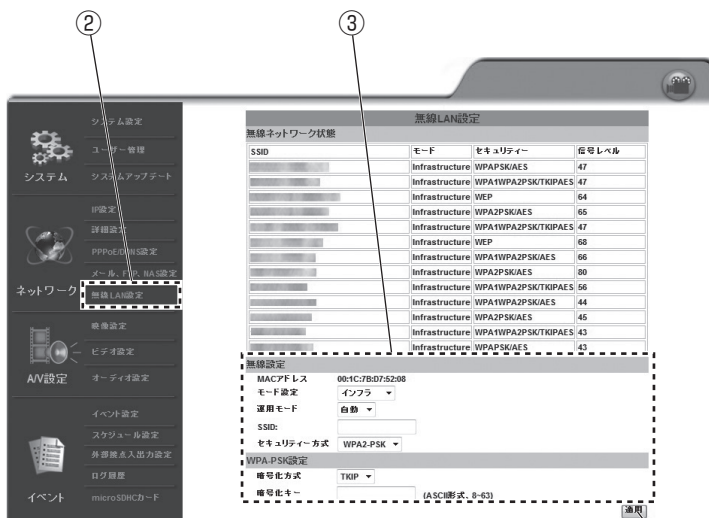 ②
③
システム設定
ユーザー管理
システム
システムアップデート
IP設定
詳細設定
PPPoE/DDNS設定
メール、FTP、NAS設定
ネットワーク
無線LAN設定
映像設定
ビデオ設定
A/V設定
オーディオ設定
イベント設定
スケジュール設定
外部接点入出力設定
ログ履歴
イベント
microSDHCカード
無線LAN設定
無線ネットワーク状態
SSID モード セキュリティー 信号レベル
Infrastructure WPAPSK/AES 47
Infrastructure WPA1WPA2PSK/TKIPAES 47
Infrastructure WEP 64
Infrastructure WPA2PSK/AES 65
Infrastructure WPA1WPA2PSK/TKIPAES 47
Infrastructure WEP 68
Infrastructure WPA1WPA2PSK/AES 66
Infrastructure WPA2PSK/AES 80
Infrastructure WPA1WPA2PSK/TKIPAES 56
Infrastructure WPA1WPA2PSK/AES 44
Infrastructure WPA2PSK/AES 45
Infrastructure WPA1WPA2PSK/TKIPAES 43
Infrastructure WPAPSK/AES 43
無線設定
MACアドレス 00:1C:7B:D7:52:08
モード設定 インフラ
運用モード 自動
SSID:
セキュリティー方式 WPA2-PSK
WPA-PSK設定
暗号化方式 TKIP
暗号化キー (ASCII形式、8~63)
適用